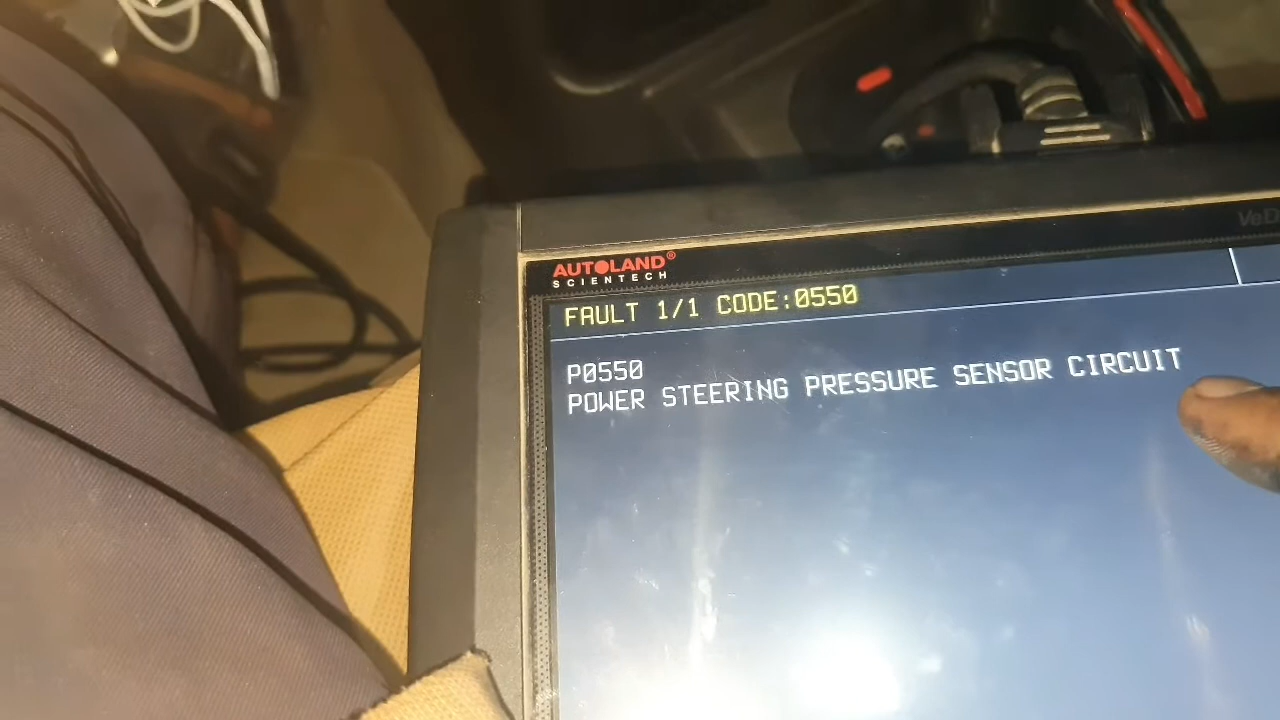 AUTOLAND®
SCIENTECH
FAULT 1/1 CODE:0550
P0550
POWER STEERING PRESSURE SENSOR CIRCUIT